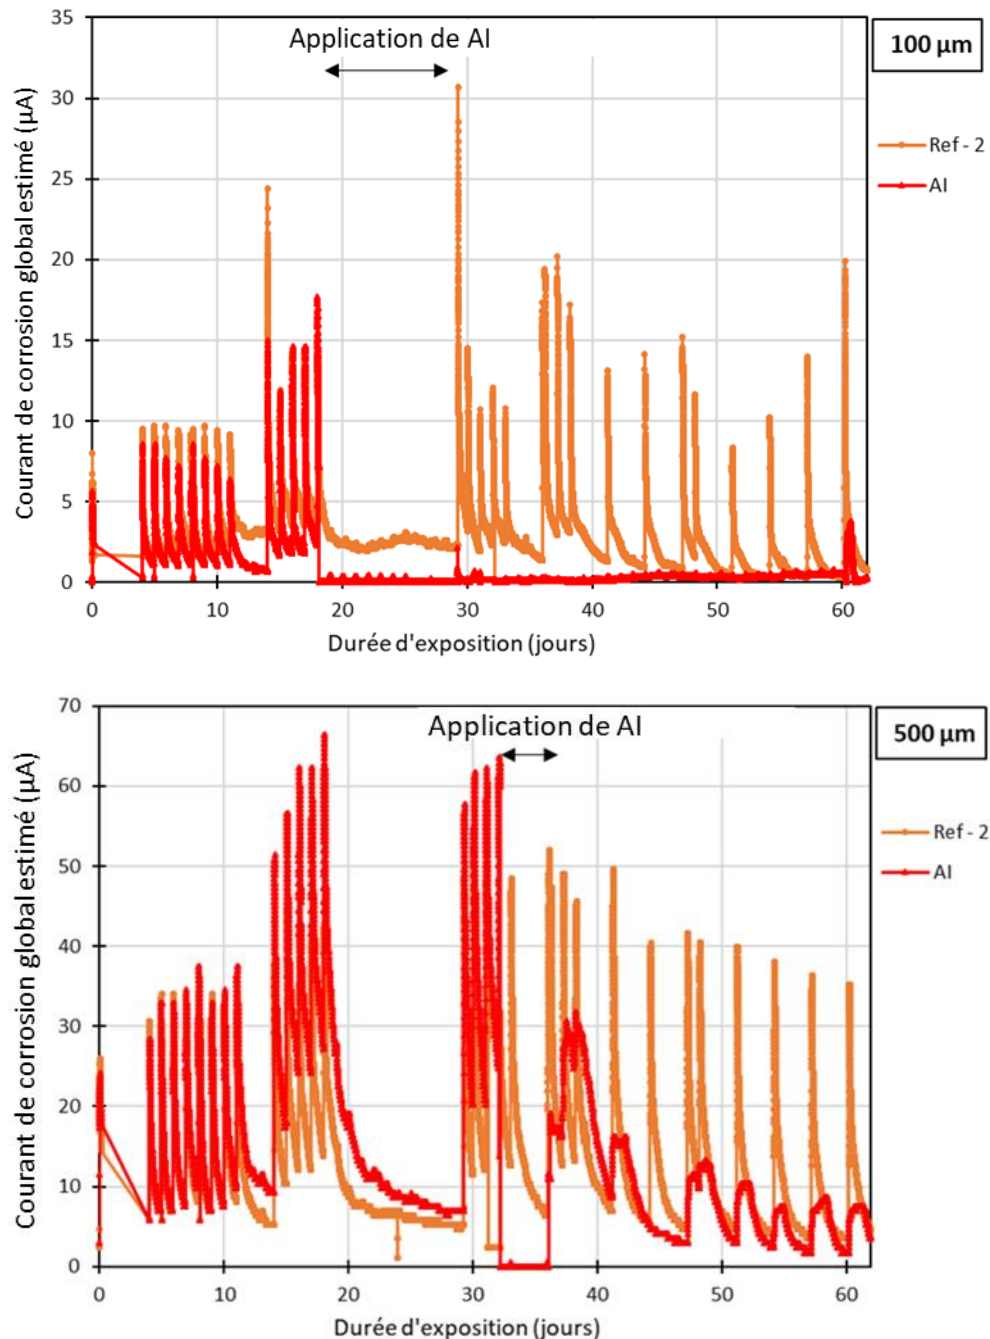 35
Application de AI
100 µm
30
25
20
15
10
5
0
Courant de corrosion global estimé (µA)
Ref - 2
AI
0 10 20 30 40 50 60
Durée d'exposition (jours)
70
Application de AI
500 µm
60
50
40
30
20
10
0
Courant de corrosion global estimé (µA)
Ref - 2
AI
0 10 20 30 40 50 60
Durée d'exposition (jours)